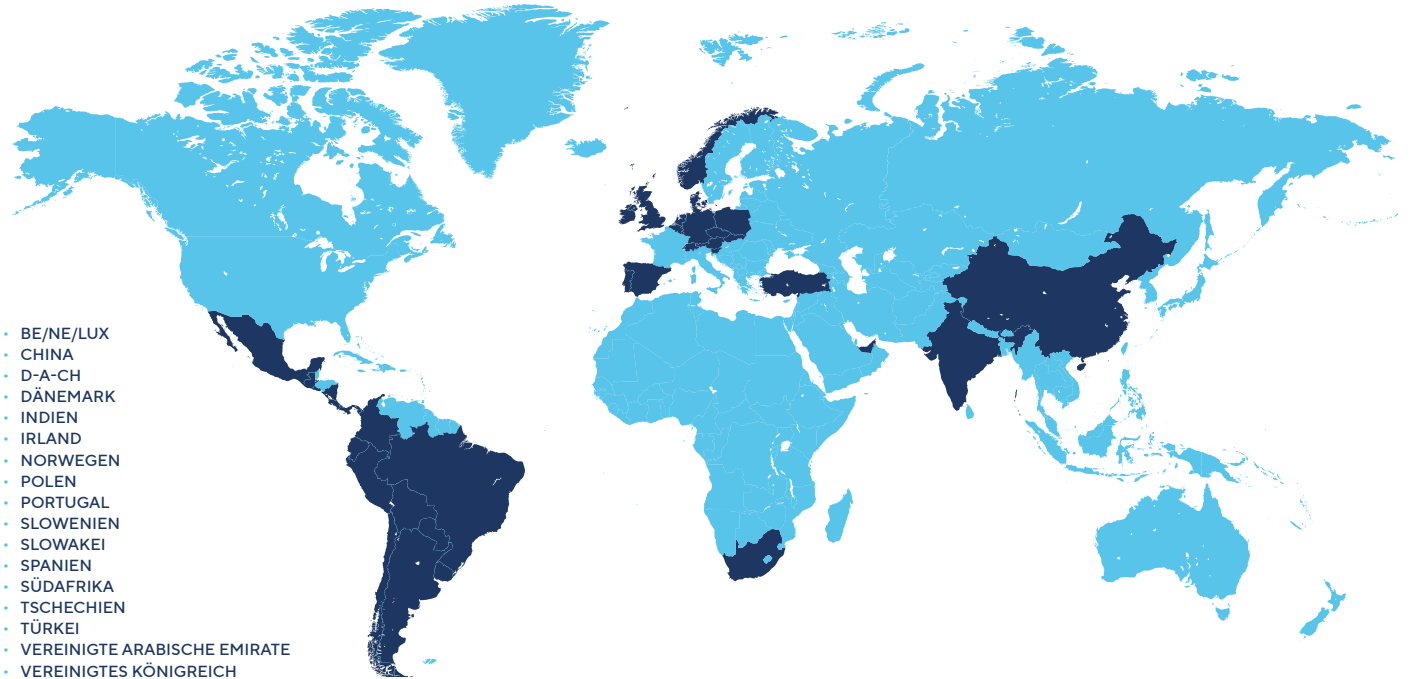 BE/NE/LUX
CHINA
D-A-CH
DÄNEMARK
INDIEN
IRLAND
NORWEGEN
POLEN
PORTUGAL
SLOWENIEN
SLOWAKEI
SPANIEN
SÜDAFRIKA
TSCHECHIEN
TÜRKEI
VEREINIGTE ARABISCHE EMIRATE
VEREINIGTES KÖNIGREICH